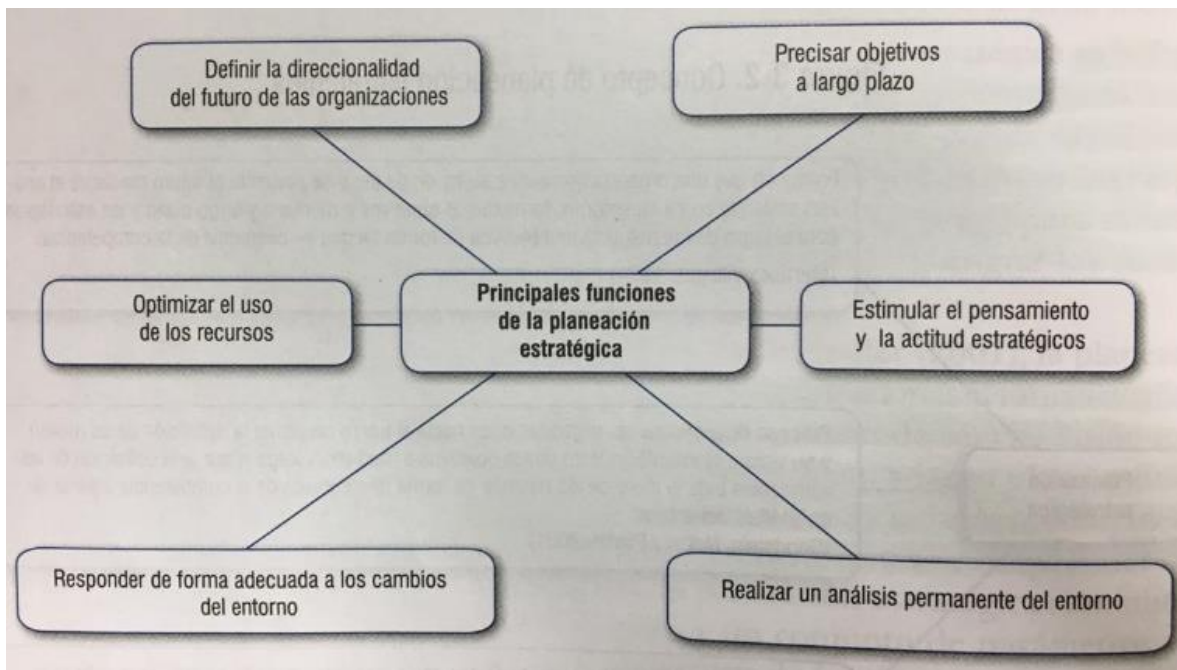 Definir la direccionalidad
del futuro de las organizaciones
Precisar objetivos
a largo plazo
Optimizar el uso
de los recursos
Principales funciones
de la planeación
estratégica
Estimular el pensamiento
y la actitud estratégicos
Responder de forma adecuada a los cambios
del entorno
Realizar un análisis permanente del entorno